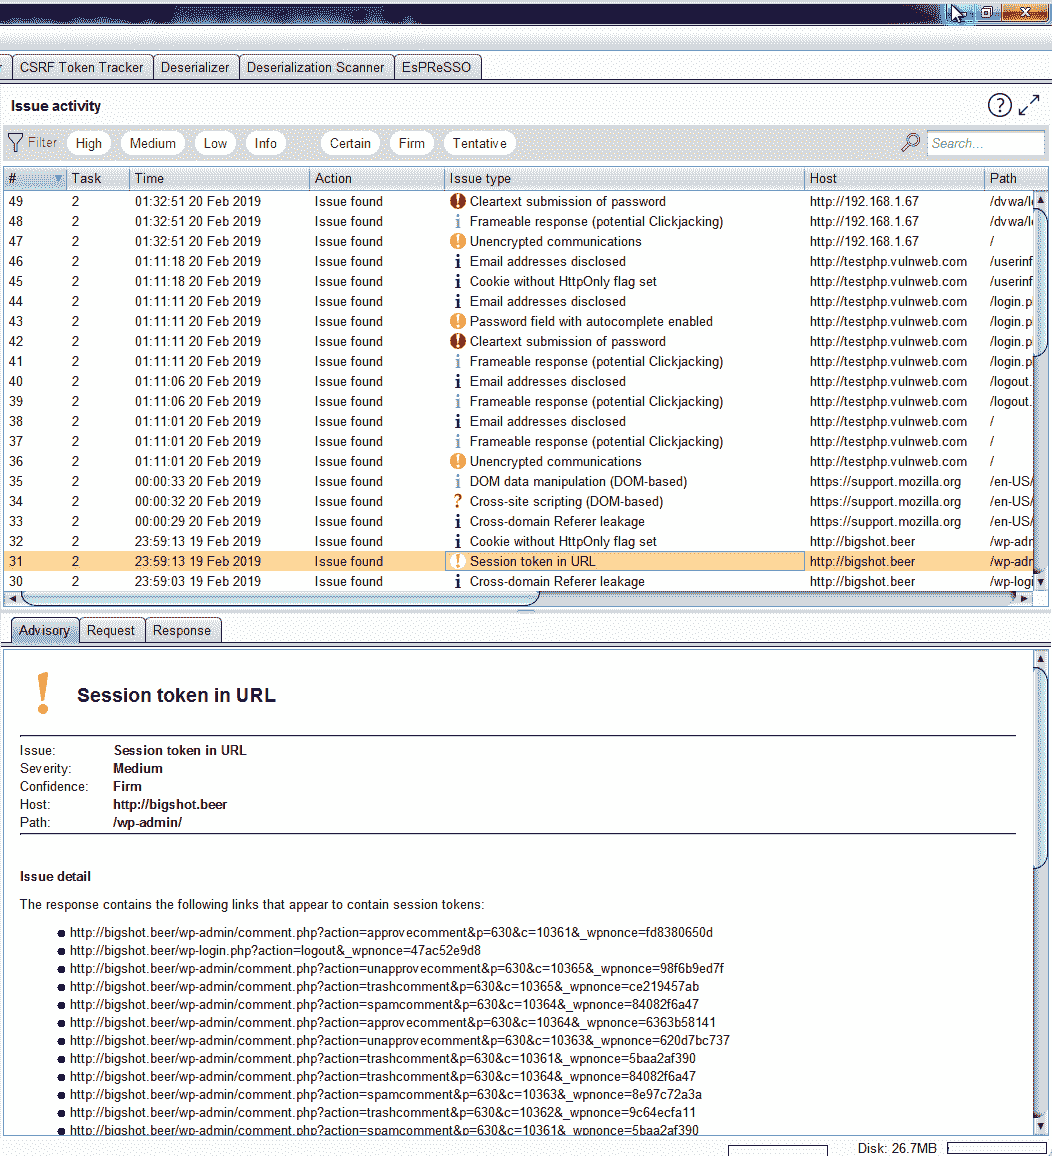 CSRF Token Tracker Deserializer Deserialization Scanner EsPReSSO
Issue activity
Filter High Medium Low Info Certain Firm Tentative Search...
# Task Time Action Issue type Host Path
49 2 01:32:51 20 Feb 2019 Issue found Cleartext submission of password http://192.168.1.67 /dvwa/l
48 2 01:32:51 20 Feb 2019 Issue found Frameable response (potential Clickjacking) http://192.168.1.67 /dvwa/l
47 2 01:32:51 20 Feb 2019 Issue found Unencrypted communications http://192.168.1.67 /
46 2 01:11:18 20 Feb 2019 Issue found Email addresses disclosed http://testphp.vulnweb.com /userinf
45 2 01:11:18 20 Feb 2019 Issue found Cookie without HttpOnly flag set http://testphp.vulnweb.com /userinf
44 2 01:11:11 20 Feb 2019 Issue found Email addresses disclosed http://testphp.vulnweb.com /login.p
43 2 01:11:11 20 Feb 2019 Issue found Password field with autocomplete enabled http://testphp.vulnweb.com /login.p
42 2 01:11:11 20 Feb 2019 Issue found Cleartext submission of password http://testphp.vulnweb.com /login.p
41 2 01:11:11 20 Feb 2019 Issue found Frameable response (potential Clickjacking) http://testphp.vulnweb.com /login.p
40 2 01:11:06 20 Feb 2019 Issue found Email addresses disclosed http://testphp.vulnweb.com /logout.
39 2 01:11:06 20 Feb 2019 Issue found Frameable response (potential Clickjacking) http://testphp.vulnweb.com /logout.
38 2 01:11:01 20 Feb 2019 Issue found Email addresses disclosed http://testphp.vulnweb.com /
37 2 01:11:01 20 Feb 2019 Issue found Frameable response (potential Clickjacking) http://testphp.vulnweb.com /
36 2 01:11:01 20 Feb 2019 Issue found Unencrypted communications http://testphp.vulnweb.com /
35 2 00:00:33 20 Feb 2019 Issue found DOM data manipulation (DOM-based) https://support.mozilla.org /en-US/
34 2 00:00:32 20 Feb 2019 Issue found Cross-site scripting (DOM-based) https://support.mozilla.org /en-US/
33 2 00:00:29 20 Feb 2019 Issue found Cross-domain Referer leakage https://support.mozilla.org /en-US/
32 2 23:59:13 19 Feb 2019 Issue found Cookie without HttpOnly flag set http://bigshot.beer /wp-adr
31 2 23:59:13 19 Feb 2019 Issue found Session token in URL http://bigshot.beer /wp-adr
30 2 23:59:03 19 Feb 2019 Issue found Cross-domain Referer leakage http://bigshot.beer /wp-logi
Advisory Request Response
Session token in URL
Issue: Session token in URL
Severity: Medium
Confidence: Firm
Host: http://bigshot.beer
Path: /wp-admin/
Issue detail
The response contains the following links that appear to contain session tokens:
● http://bigshot.beer/wp-admin/comment.php?action=approvecomment&p=630&c=10361&_wpnonce=fd8380650d
● http://bigshot.beer/wp-login.php?action=logout&_wpnonce=47ac52e9d8
● http://bigshot.beer/wp-admin/comment.php?action=unapprovecomment&p=630&c=10365&_wpnonce=98f6b9ed7f
● http://bigshot.beer/wp-admin/comment.php?action=trashcomment&p=630&c=10365&_wpnonce=ce219457ab
● http://bigshot.beer/wp-admin/comment.php?action=spamcomment&p=630&c=10364&_wpnonce=84082f6a47
● http://bigshot.beer/wp-admin/comment.php?action=approvecomment&p=630&c=10364&_wpnonce=6363b58141
● http://bigshot.beer/wp-admin/comment.php?action=unapprovecomment&p=630&c=10363&_wpnonce=620d7bc737
● http://bigshot.beer/wp-admin/comment.php?action=trashcomment&p=630&c=10361&_wpnonce=5baa2af390
● http://bigshot.beer/wp-admin/comment.php?action=trashcomment&p=630&c=10364&_wpnonce=84082f6a47
● http://bigshot.beer/wp-admin/comment.php?action=spamcomment&p=630&c=10363&_wpnonce=8e97c72a3a
● http://bigshot.beer/wp-admin/comment.php?action=trashcomment&p=630&c=10362&_wpnonce=9c64ecfa11
● http://bigshot.beer/wp-admin/comment.php?action=spamcomment&p=630&c=10361&_wpnonce=5baa2af390
Disk: 26.7MB